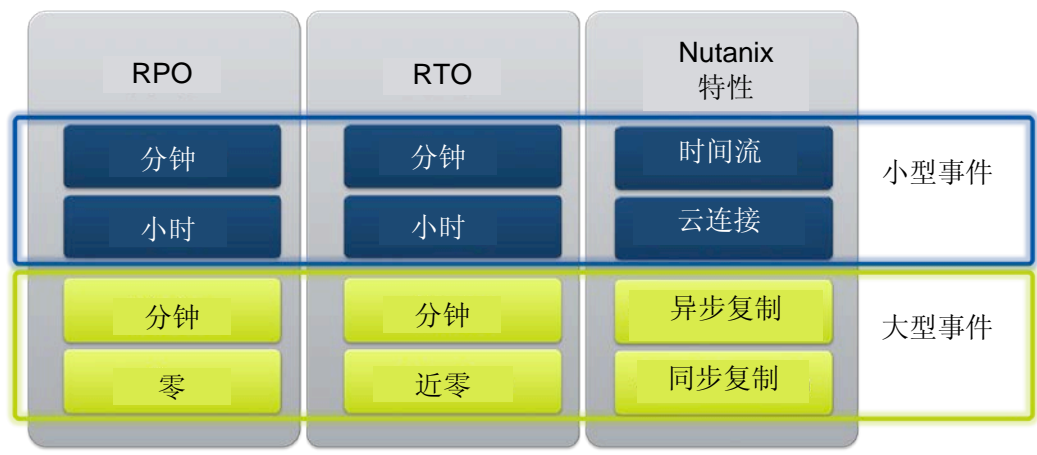 RPO
RTO
Nutanix
特性
分钟
分钟
时间流
小型事件
小时
小时
云连接
分钟
分钟
异步复制
大型事件
零
近零
同步复制